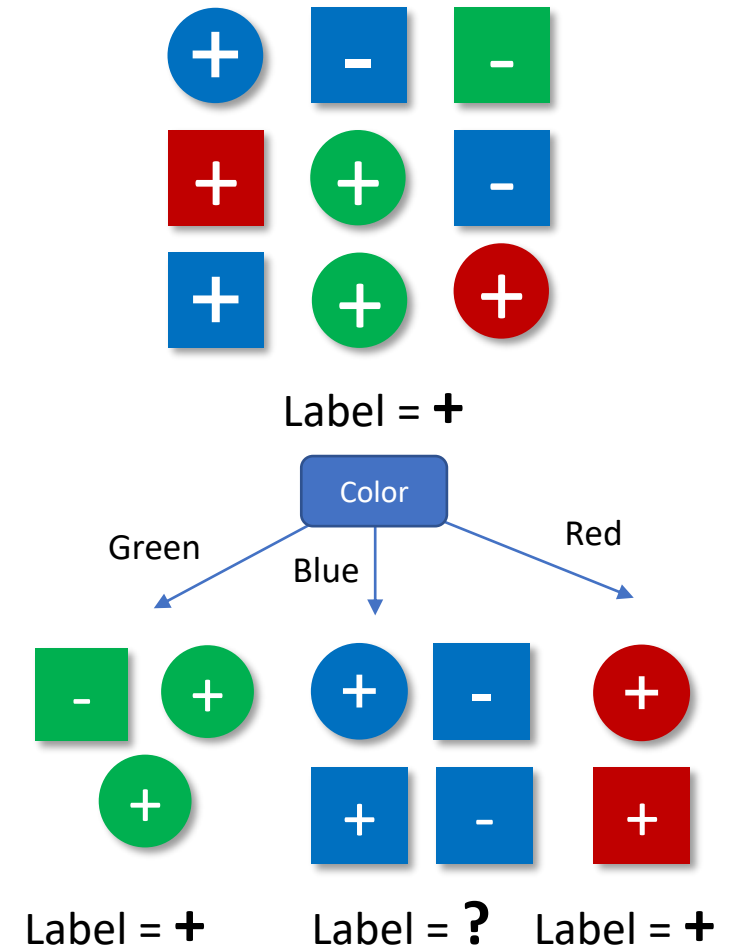 + - -
+ + -
+ + +
Label = +
Color
Green
Blue
Red
- + + - +
+ + - +
Label = + Label = ? Label = +